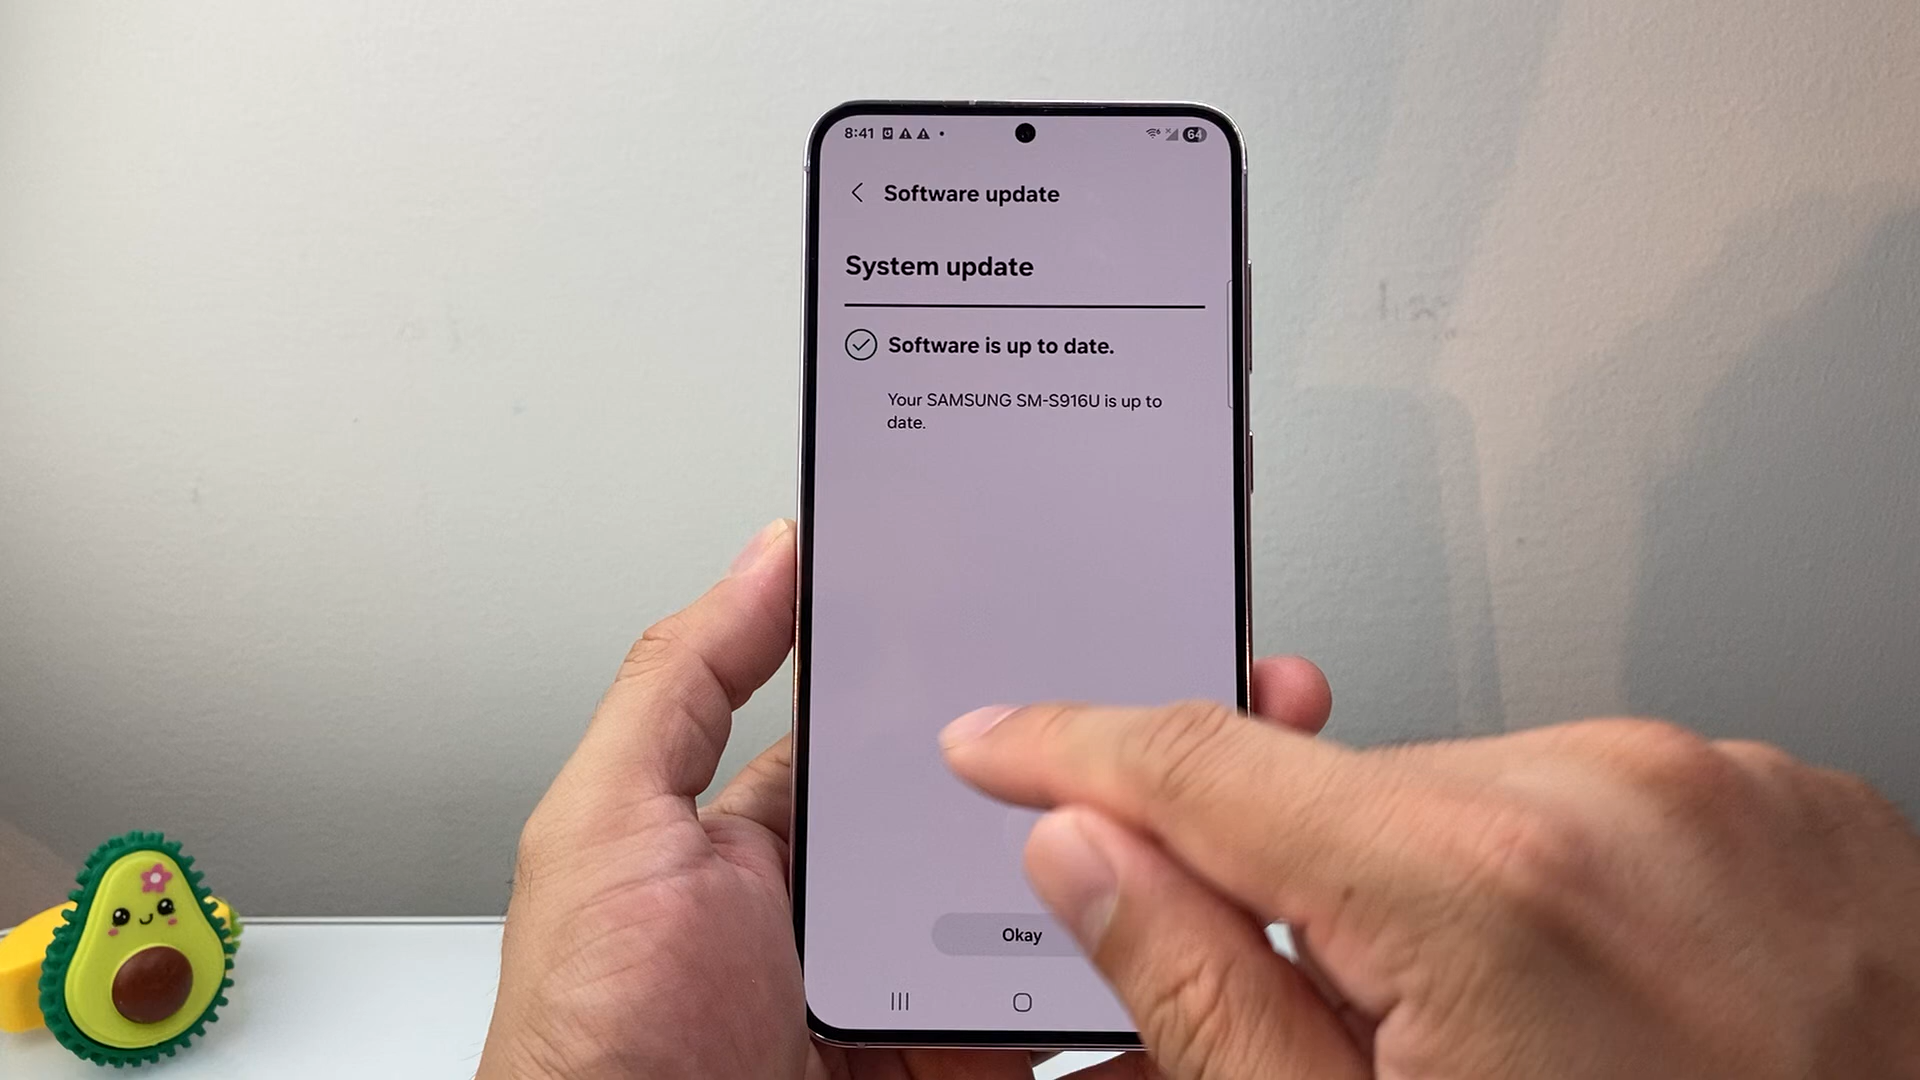 8:41
64
Software update
System update
Software is up to date.
Your SAMSUNG SM-S916U is up to
date.
Okay